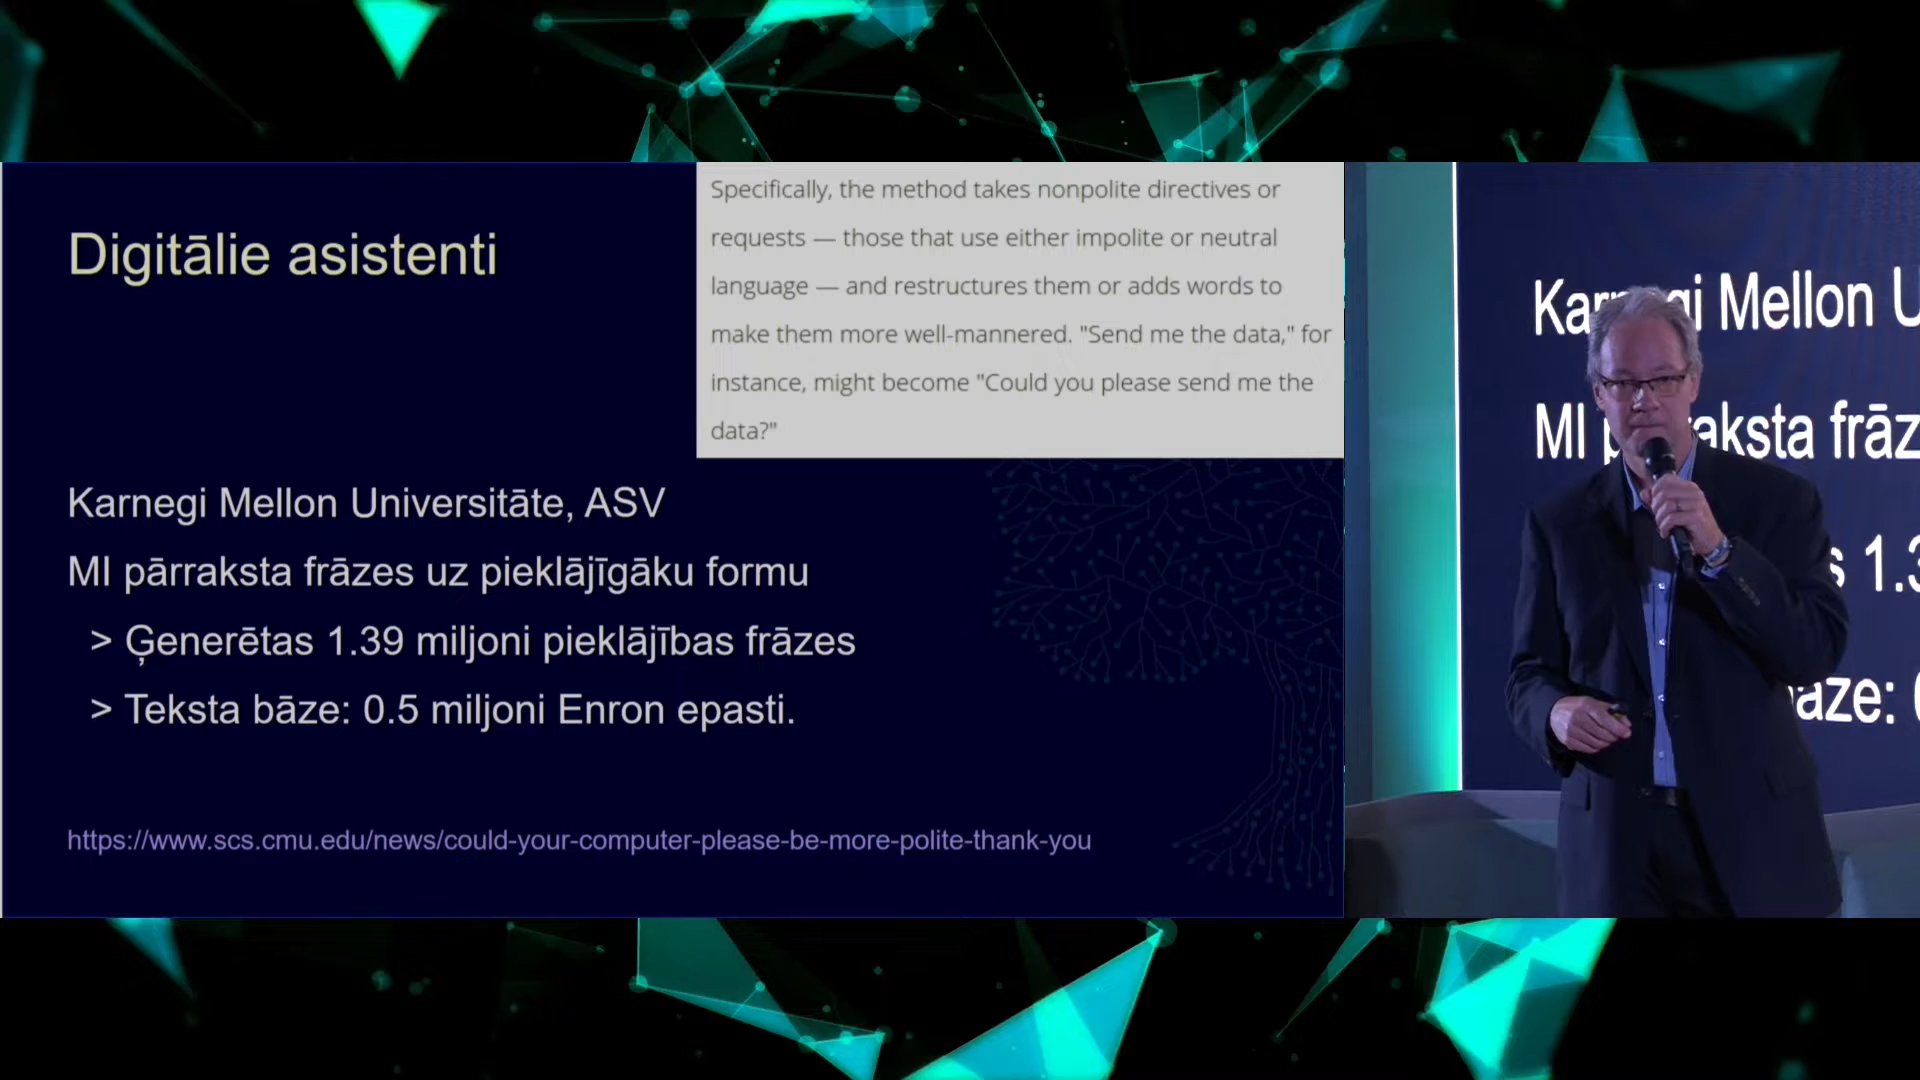 Digitālie asistenti
Specifically, the method takes nonpolite directives or
requests — those that use either impolite or neutral
language — and restructures them or adds words to
make them more well-mannered. "Send me the data," for
instance, might become "Could you please send me the
data?"
Karnegi Mellon Universitāte, ASV
MI pārraksta frāzes uz pieklājīgāku formu
> Ģenerētas 1.39 miljoni pieklājības frāzes
> Teksta bāze: 0.5 miljoni Enron epasti.
https://www.scs.cmu.edu/news/could-your-computer-please-be-more-polite-thank-you
Mellon U
MI
s 1.3